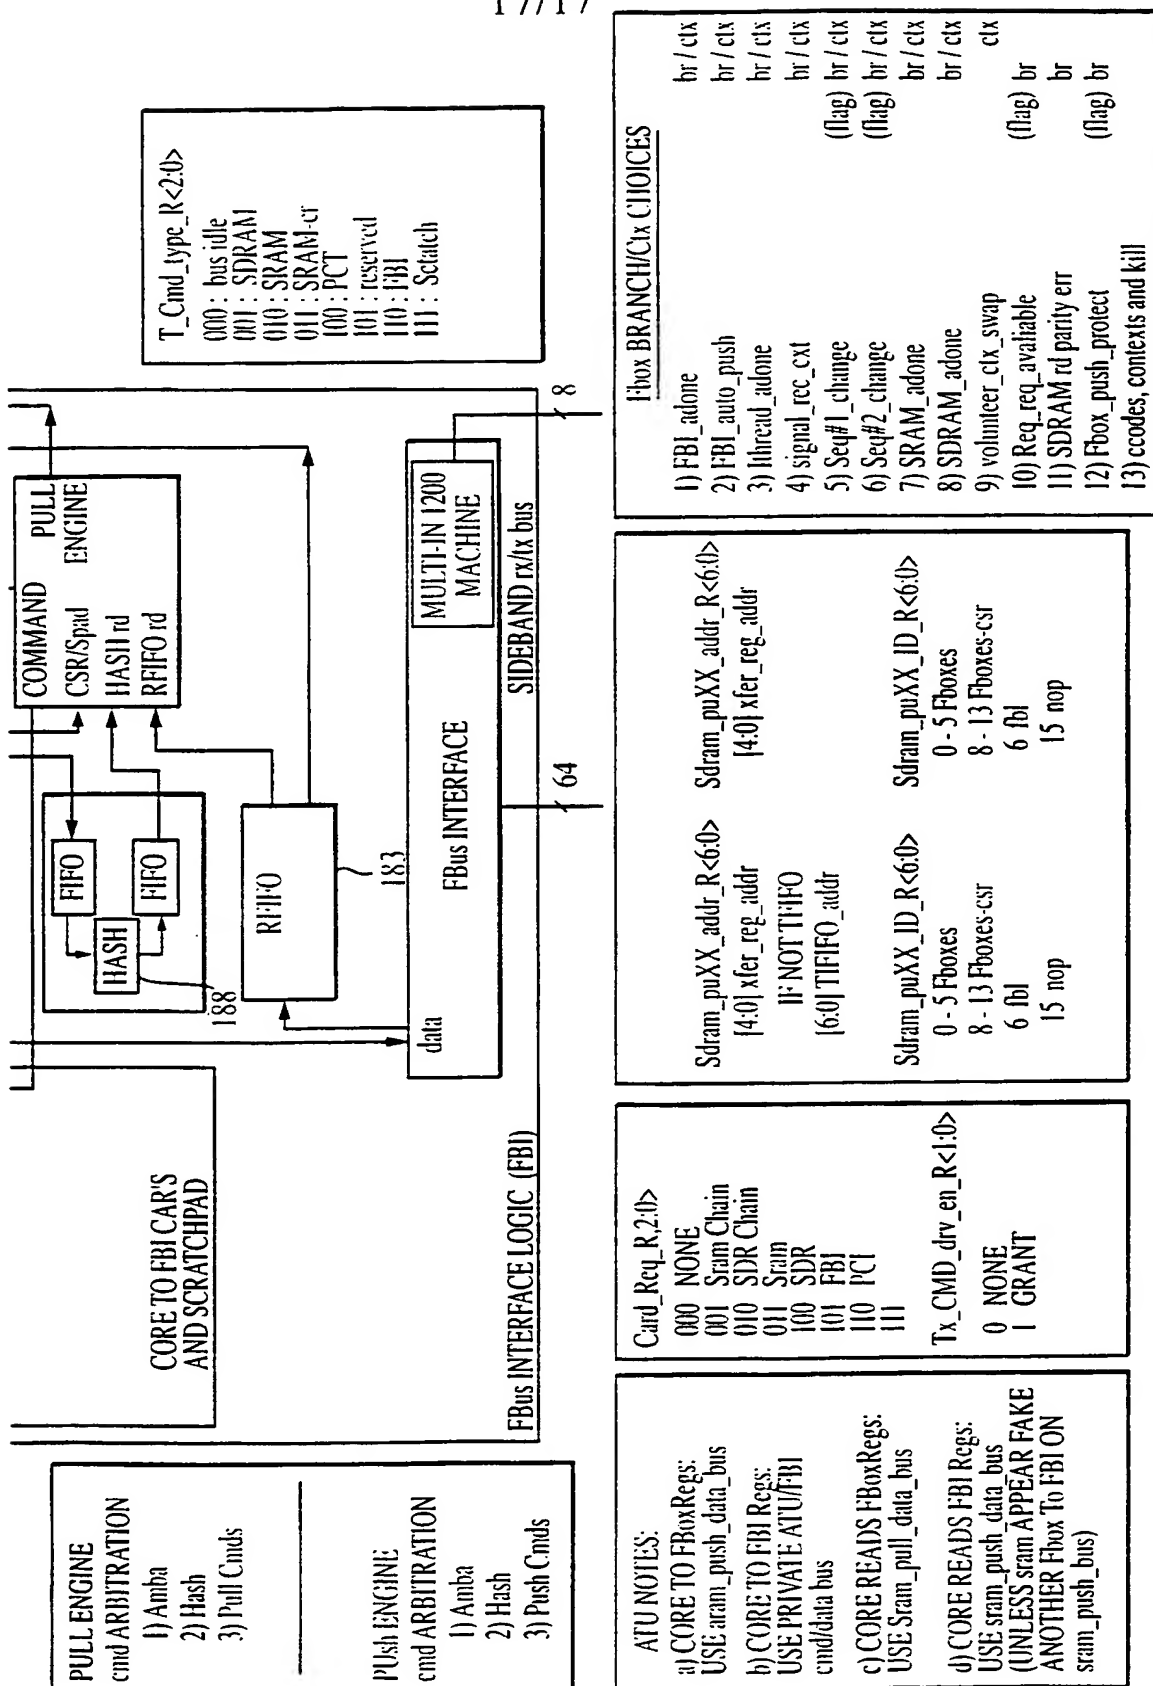 17/17
PULL ENGINE
cmd ARBITRATION
1) Amba
2) Hash
3) Pull Cmds
PUsh ENGINE
cmd ARBITRATION
1) Amba
2) Hash
3) Push Cmds
CORE TO FBI CAR'S
AND SCRATCHPAD
FBus INTERFACE LOGIC (FBI)
FIFO
HASH
FIFO
188
RFIFO
183
COMMAND
PULL
ENGINE
CSR/Spad
HASH rd
RFIFO rd
data
FBus INTERFACE
MULTI-IN 1200
MACHINE
SIDEBAND rx/tx bus
64
8
T_Cmd_type_R<2:0>
000 : bus idle
001 : SDRAM
010 : SRAM
011 : SRAM-cr
100 : PCT
101 : reserved
110 : FBI
111 : Sctatch
ATU NOTES:
a) CORE TO FBoxRegs:
USE aram_push_data_bus
b) CORE TO FBI Regs:
USE PRIVATE ATU/FBI
cmd/data bus
c) CORE READS FBoxRegs:
USE Sram_pull_data_bus
d) CORE READS FBI Regs:
USE sram_push_data_bus
(UNLESS sram APPEAR FAKE
ANOTHER Fbox To FBI ON
sram_push_bus)
Card_Req_R,2:0>
000 NONE
001 Sram Chain
010 SDR Chain
011 Sram
100 SDR
101 FBI
110 PCI
111
Tx_CMD_drv_en_R<1:0>
0 NONE
1 GRANT
Sdram_puXX_addr_R<6:0>
[4:0] xfer_reg_addr
IF NOT TFIFO
[6:0] TFIFIFO_addr
Sdram_puXX_ID_R<6:0>
0 - 5 Fboxes
8 - 13 Fboxes-csr
6 fbl
15 nop
Sdram_puXX_addr_R<6:0>
[4:0] xfer_reg_addr
Sdram_puXX_ID_R<6:0>
0 - 5 Fboxes
8 - 13 Fboxes-csr
6 fbl
15 nop
Fbox BRANCH/Ctx CHOICES
1) FBI_adone br / ctx
2) FBI_auto_push br / ctx
3) Ithread_adone br / ctx
4) signal_rec_cxt br / ctx
5) Seq#1_change (flag) br / ctx
6) Seq#2_change (flag) br / ctx
7) SRAM_adone br / ctx
8) SDRAM_adone br / ctx
9) volunteer_ctx_swap ctx
10) Req_req_avaliable (flag) br
11) SDRAM rd parity err br
12) Fbox_push_protect (flag) br
13) ccodes, contexts and kill